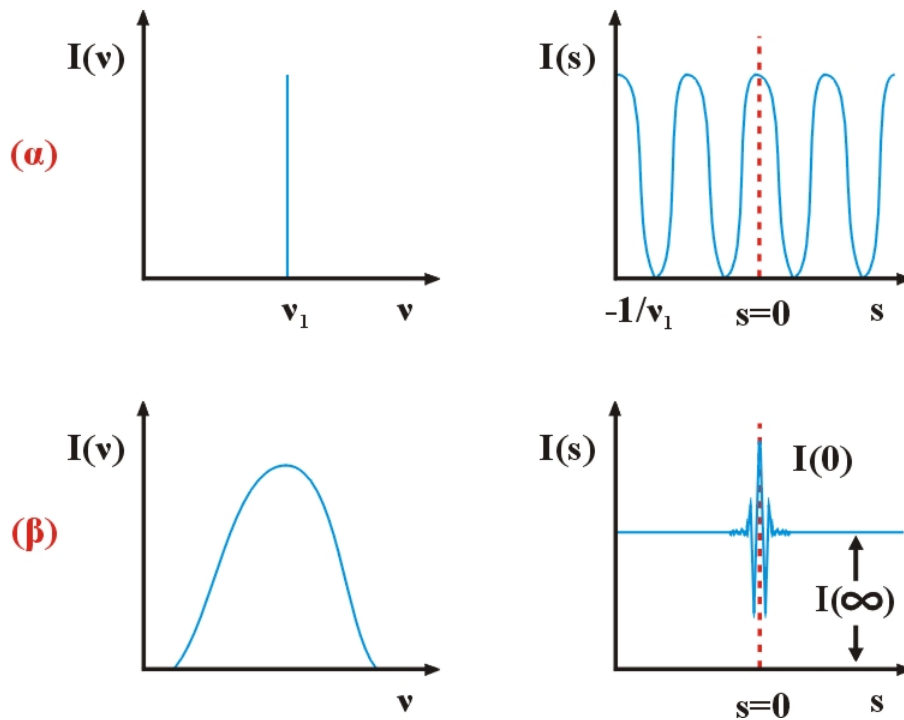 I(ν)
I(s)
(α)
ν₁
ν
-1/ν₁
s=0
s
I(ν)
I(s)
I(0)
(β)
I(∞)
ν
s=0
s